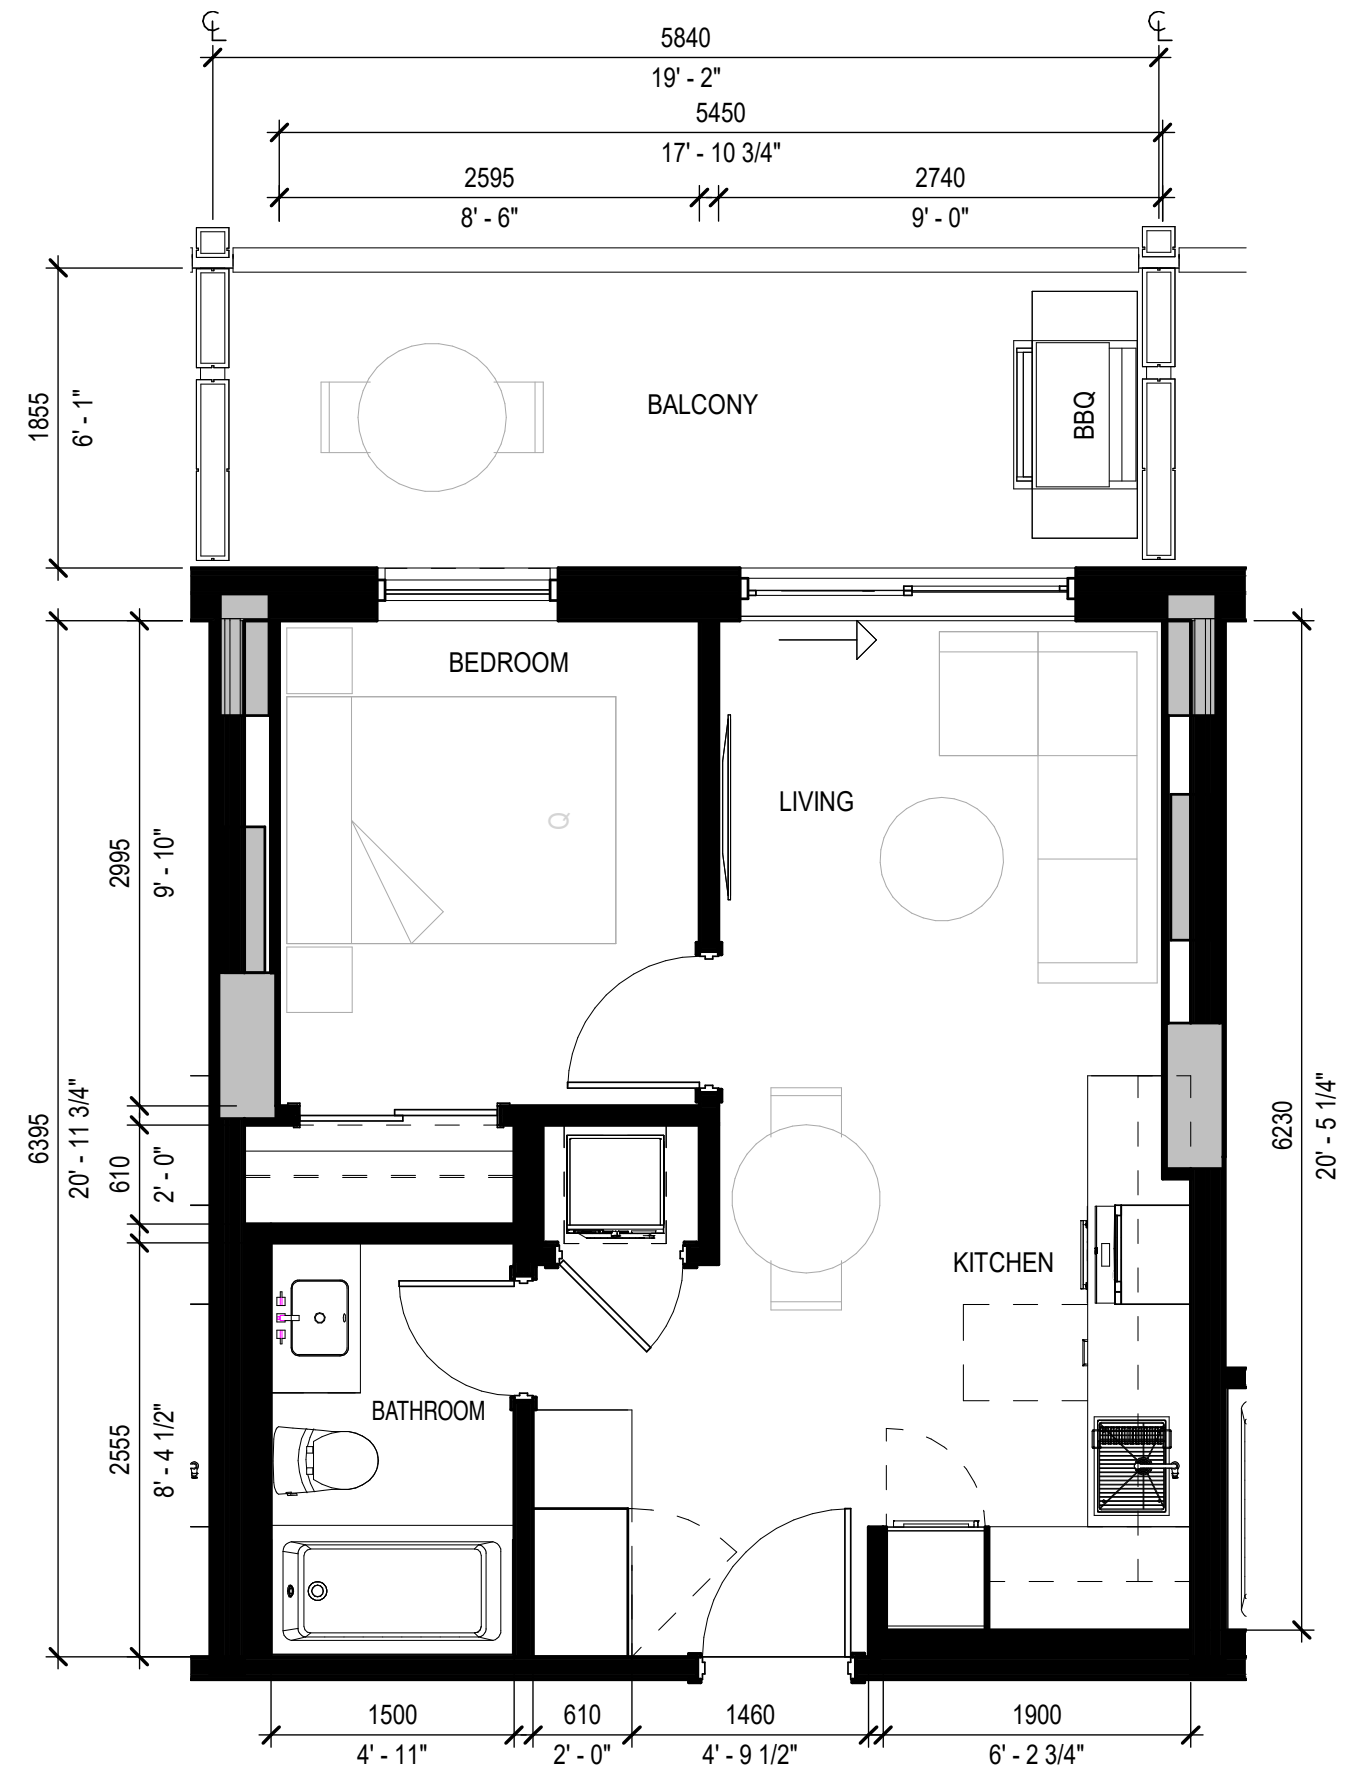 ℄
℄
5840
19' - 2"
5450
17' - 10 3/4"
2595
8' - 6"
2740
9' - 0"
1855
6' - 1"
BALCONY
BBQ
BEDROOM
Q
LIVING
2995
9' - 10"
6395
20' - 11 3/4"
610
2' - 0"
6230
20' - 5 1/4"
KITCHEN
2555
8' - 4 1/2"
BATHROOM
1500
4' - 11"
610
2' - 0"
1460
4' - 9 1/2"
1900
6' - 2 3/4"